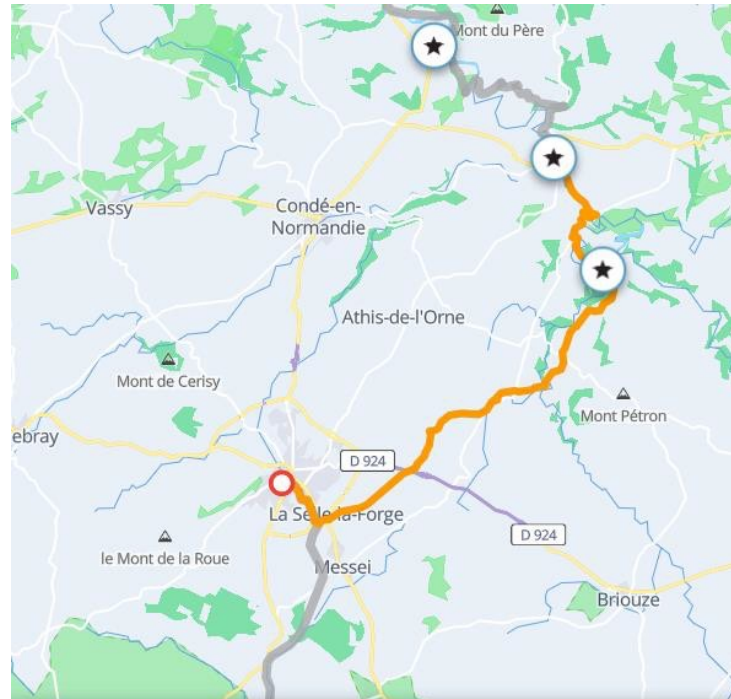 Mont du Père
Vassy
Condé-en-
Normandie
Athis-de-l'Orne
Mont de Cerisy
Mont Pétron
ebray
D 924
La Selle-la-Forge
D 924
le Mont de la Roue
Messei
Briouze